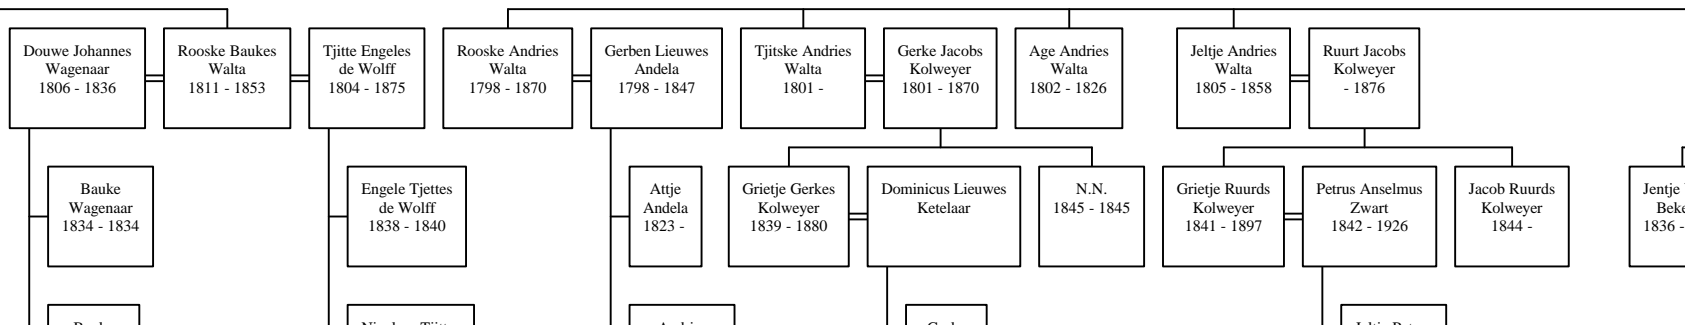 Douwe Johannes
Wagenaar
1806 - 1836
Rooske Baukes
Walta
1811 - 1853
Tjitte Engeles
de Wolff
1804 - 1875
Rooske Andries
Walta
1798 - 1870
Gerben Lieuwes
Andela
1798 - 1847
Tjitske Andries
Walta
1801 -
Gerke Jacobs
Kolweyer
1801 - 1870
Age Andries
Walta
1802 - 1826
Jeltje Andries
Walta
1805 - 1858
Ruurt Jacobs
Kolweyer
- 1876
Bauke
Wagenaar
1834 - 1834
Engele Tjettes
de Wolff
1838 - 1840
Attje
Andela
1823 -
Grietje Gerkes
Kolweyer
1839 - 1880
Dominicus Lieuwes
Ketelaar
N.N.
1845 - 1845
Grietje Ruurds
Kolweyer
1841 - 1897
Petrus Anselmus
Zwart
1842 - 1926
Jacob Ruurds
Kolweyer
1844 -
Jentje
1836 -